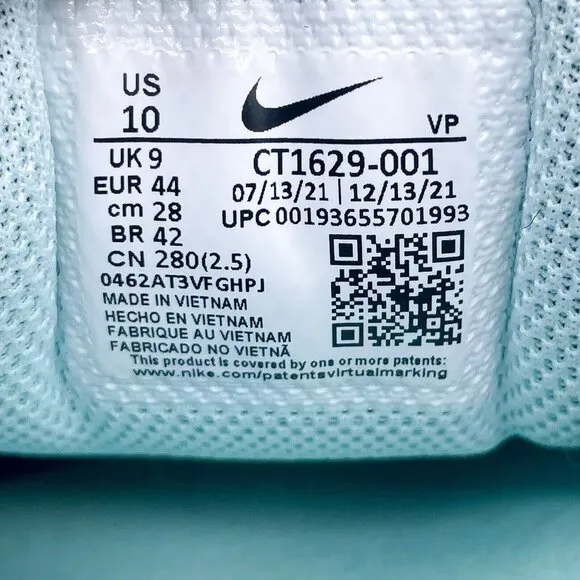 US
10
VP
UK 9
EUR 44
cm 28
BR 42
CN 280(2.5)
CT1629-001
07/13/21 | 12/13/21
UPC 00193655701993
0462AT3VFGHPJ
MADE IN VIETNAM
HECHO EN VIETNAM
FABRIQUE AU VIETNAM
FABRICADO NO VIETNÃ
This product is covered by one or more patents:
www.nike.com/patentsvirtualmarking